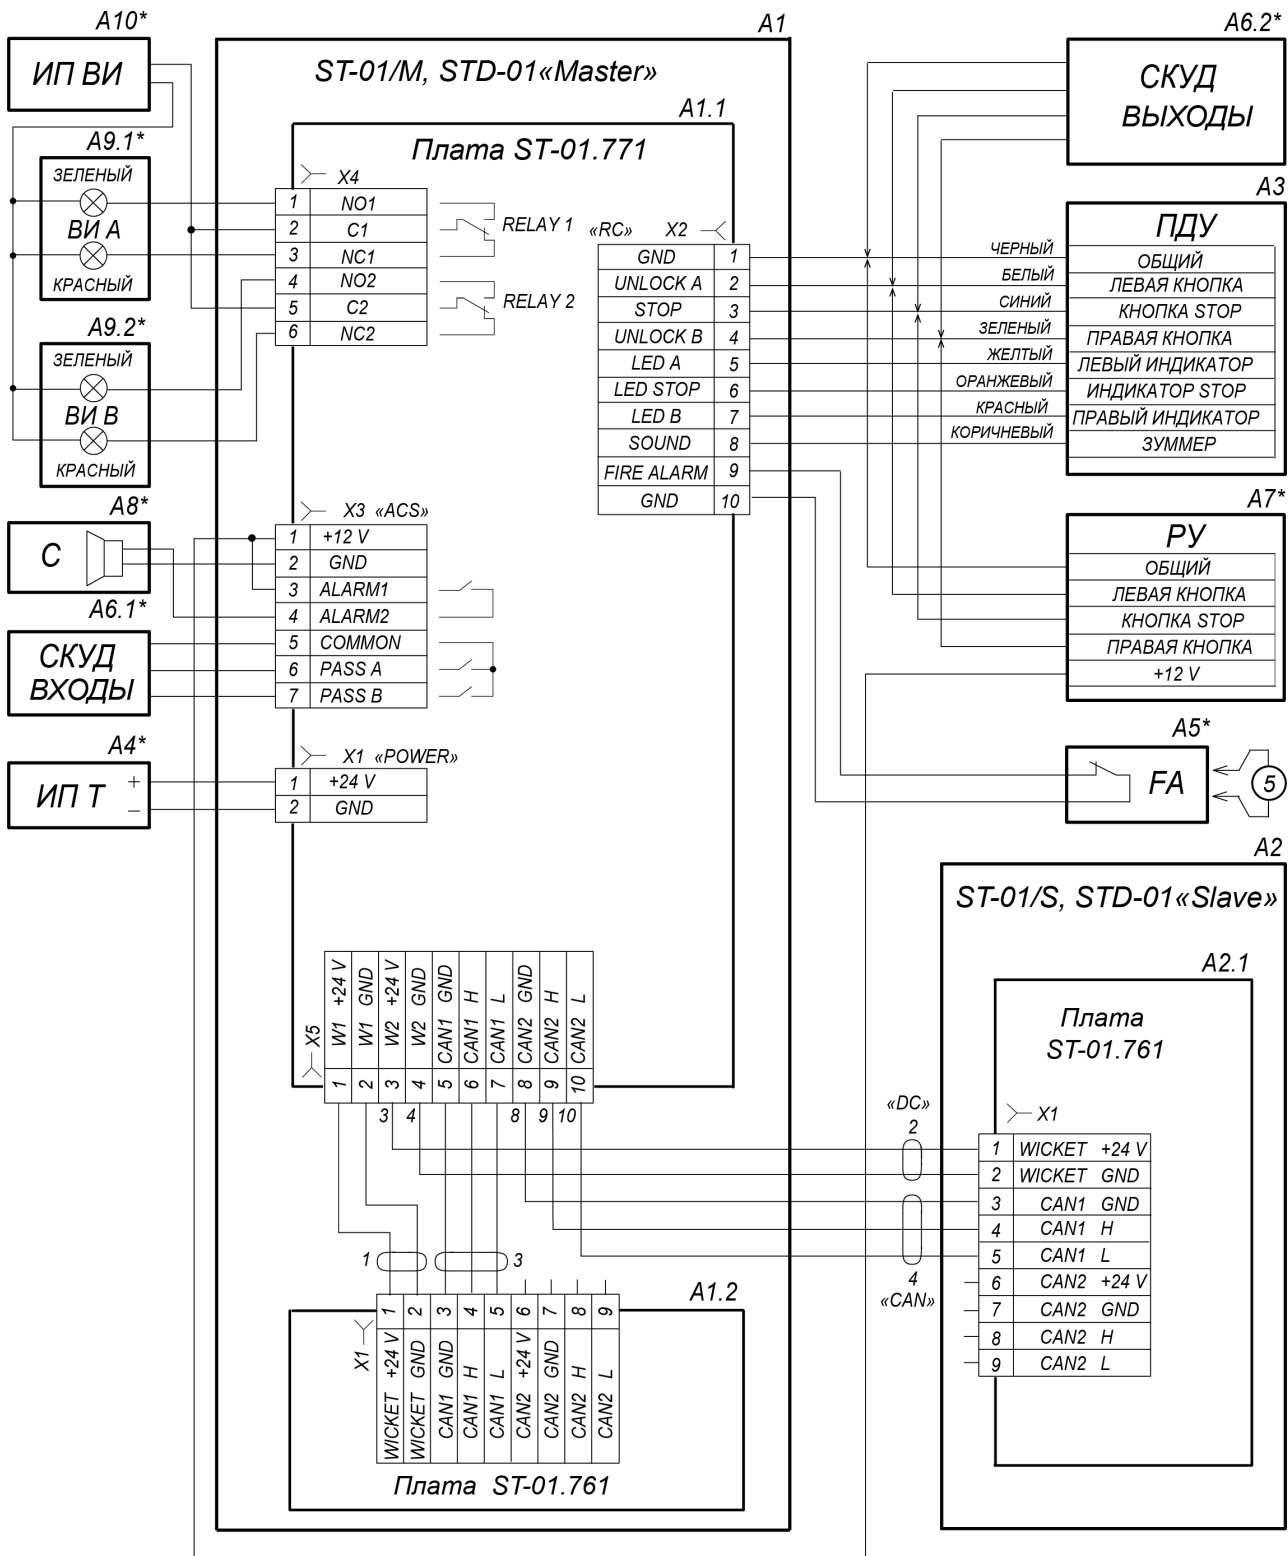 A10*
ИП ВИ
A9.1*
ЗЕЛЕНЫЙ
ВИ А
КРАСНЫЙ
A9.2*
ЗЕЛЕНЫЙ
ВИ В
КРАСНЫЙ
A8*
C
A6.1*
СКУД
ВХОДЫ
A4*
ИП Т
+
–
A1
ST-01/M, STD-01«Master»
A1.1
Плата ST-01.771
X4
1 NO1
2 C1
3 NC1
4 NO2
5 C2
6 NC2
RELAY 1
RELAY 2
X3 «ACS»
1 +12 V
2 GND
3 ALARM1
4 ALARM2
5 COMMON
6 PASS A
7 PASS B
X1 «POWER»
1 +24 V
2 GND
«RC» X2
GND 1
UNLOCK A 2
STOP 3
UNLOCK B 4
LED A 5
LED STOP 6
LED B 7
SOUND 8
FIRE ALARM 9
GND 10
ЧЕРНЫЙ
БЕЛЫЙ
СИНИЙ
ЗЕЛЕНЫЙ
ЖЕЛТЫЙ
ОРАНЖЕВЫЙ
КРАСНЫЙ
КОРИЧНЕВЫЙ
A6.2*
СКУД
ВЫХОДЫ
A3
ПДУ
ОБЩИЙ
ЛЕВАЯ КНОПКА
КНОПКА STOP
ПРАВАЯ КНОПКА
ЛЕВЫЙ ИНДИКАТОР
ИНДИКАТОР STOP
ПРАВЫЙ ИНДИКАТОР
ЗУММЕР
A7*
РУ
ОБЩИЙ
ЛЕВАЯ КНОПКА
КНОПКА STOP
ПРАВАЯ КНОПКА
+12 V
A5*
FA
5
X5
W1 +24 V
W1 GND
W2 +24 V
W2 GND
CAN1 GND
CAN1 H
CAN1 L
CAN2 GND
CAN2 H
CAN2 L
1 2 3 4 5 6 7 8 9 10
3 4 8 9 10
1 3
A1.2
X1
1 2 3 4 5 6 7 8 9
WICKET +24 V
WICKET GND
CAN1 GND
CAN1 H
CAN1 L
CAN2 +24 V
CAN2 GND
CAN2 H
CAN2 L
Плата ST-01.761
«DC»
2
4
«CAN»
A2
ST-01/S, STD-01«Slave»
A2.1
Плата
ST-01.761
X1
1 WICKET +24 V
2 WICKET GND
3 CAN1 GND
4 CAN1 H
5 CAN1 L
6 CAN2 +24 V
7 CAN2 GND
8 CAN2 H
9 CAN2 L